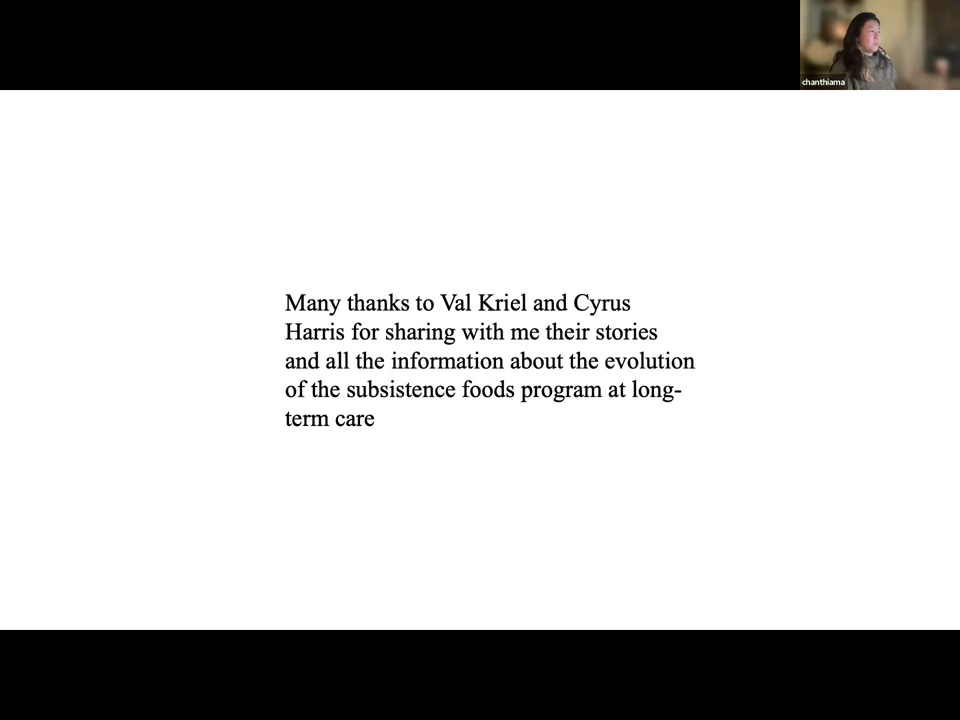 chanthiama
Many thanks to Val Kriel and Cyrus
Harris for sharing with me their stories
and all the information about the evolution
of the subsistence foods program at long-
term care